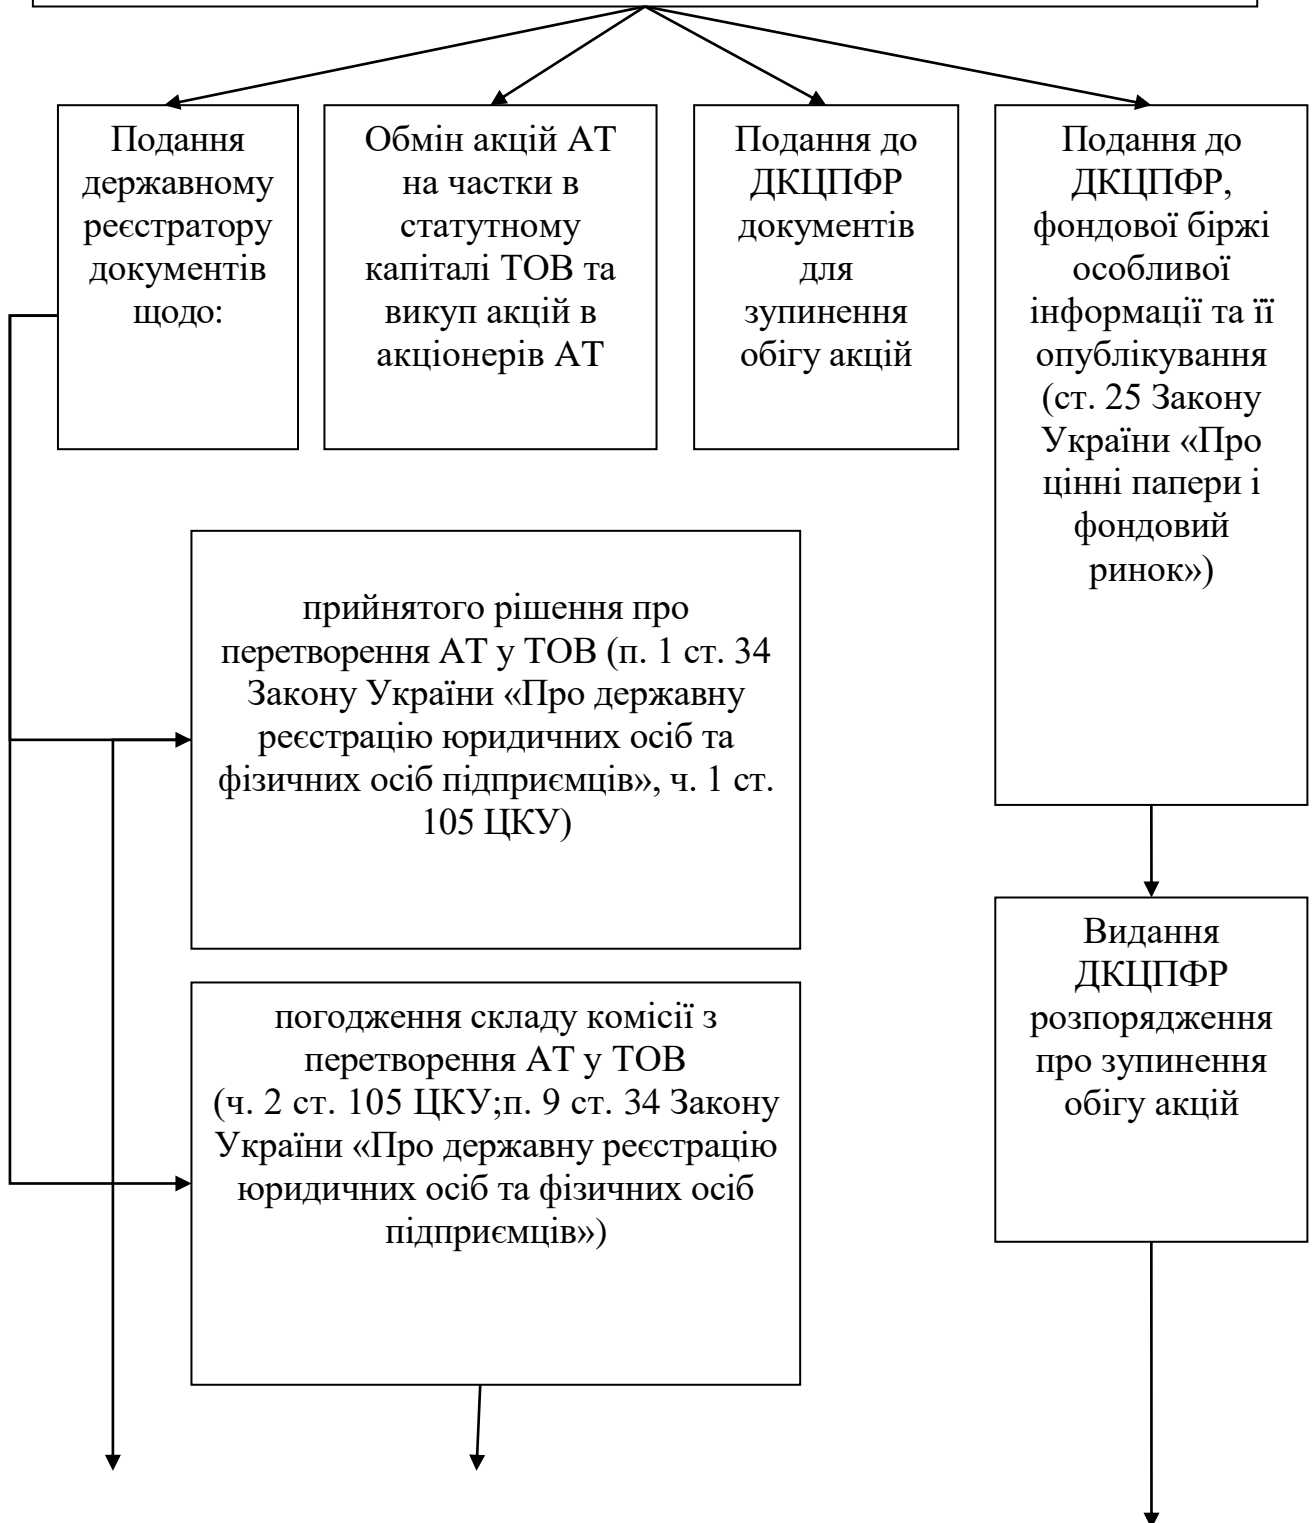 Подання
державному
реєстратору
документів
щодо:
Обмін акцій АТ
на частки в
статутному
капіталі ТОВ та
викуп акцій в
акціонерів АТ
Подання до
ДКЦПФР
документів
для
зупинення
обігу акцій
Подання до
ДКЦПФР,
фондової біржі
особливої
інформації та її
опублікування
(ст. 25 Закону
України «Про
цінні папери і
фондовий
ринок»)
прийнятого рішення про
перетворення АТ у ТОВ (п. 1 ст. 34
Закону України «Про державну
реєстрацію юридичних осіб та
фізичних осіб підприємців», ч. 1 ст.
105 ЦКУ)
Видання
ДКЦПФР
розпорядження
про зупинення
обігу акцій
погодження складу комісії з
перетворення АТ у ТОВ
(ч. 2 ст. 105 ЦКУ;п. 9 ст. 34 Закону
України «Про державну реєстрацію
юридичних осіб та фізичних осіб
підприємців»)